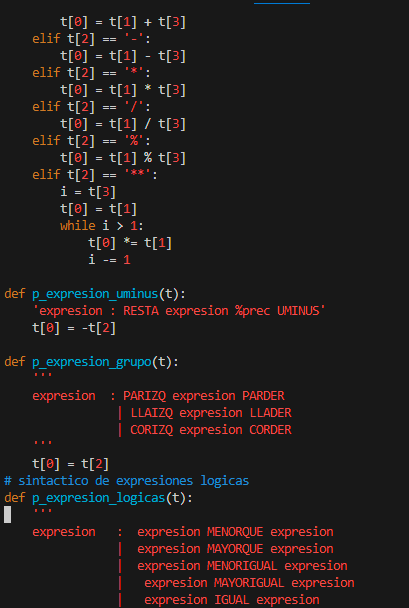 t[0] = t[1] + t[3]
elif t[2] == '-':
t[0] = t[1] - t[3]
elif t[2] == '*':
t[0] = t[1] * t[3]
elif t[2] == '/':
t[0] = t[1] / t[3]
elif t[2] == '%':
t[0] = t[1] % t[3]
elif t[2] == '**':
i = t[3]
t[0] = t[1]
while i > 1:
t[0] *= t[1]
i -= 1
def p_expresion_uminus(t):
'expresion : RESTA expresion %prec UMINUS'
t[0] = -t[2]
def p_expresion_grupo(t):
'''
expresion : PARIZQ expresion PARDER
| LLAIZQ expresion LLADER
| CORIZQ expresion CORDER
'''
t[0] = t[2]
# sintactico de expresiones logicas
def p_expresion_logicas(t):
'''
expresion : expresion MENORQUE expresion
| expresion MAYORQUE expresion
| expresion MENORIGUAL expresion
| expresion MAYORIGUAL expresion
| expresion IGUAL expresion